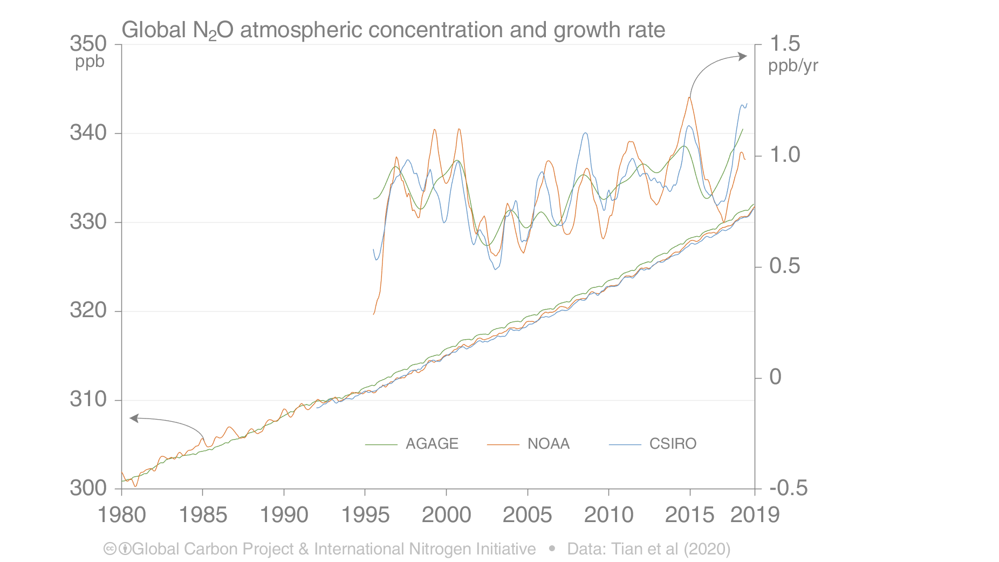 Global N₂O atmospheric concentration and growth rate
350
ppb
340
330
320
310
300
1.5
ppb/yr
1.0
0.5
0
-0.5
AGAGE NOAA CSIRO
1980 1985 1990 1995 2000 2005 2010 2015 2019
Global Carbon Project & International Nitrogen Initiative • Data: Tian et al (2020)